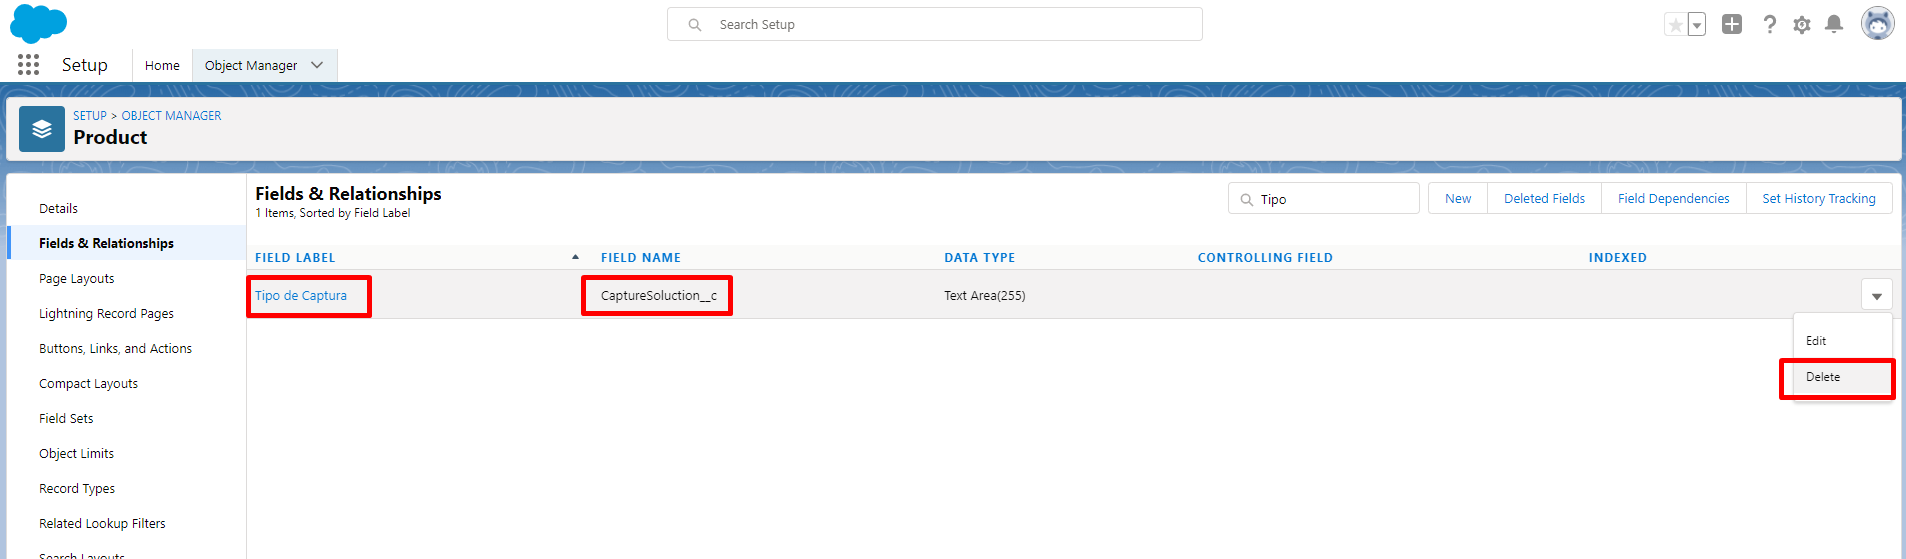 Search Setup
Setup
Home
Object Manager
SETUP > OBJECT MANAGER
Product
Details
Fields & Relationships
Page Layouts
Lightning Record Pages
Buttons, Links, and Actions
Compact Layouts
Field Sets
Object Limits
Record Types
Related Lookup Filters
Search Layouts
Fields & Relationships
1 Items, Sorted by Field Label
Tipo
New
Deleted Fields
Field Dependencies
Set History Tracking
FIELD LABEL
FIELD NAME
DATA TYPE
CONTROLLING FIELD
INDEXED
Tipo de Captura
CaptureSoluction__c
Text Area(255)
Edit
Delete